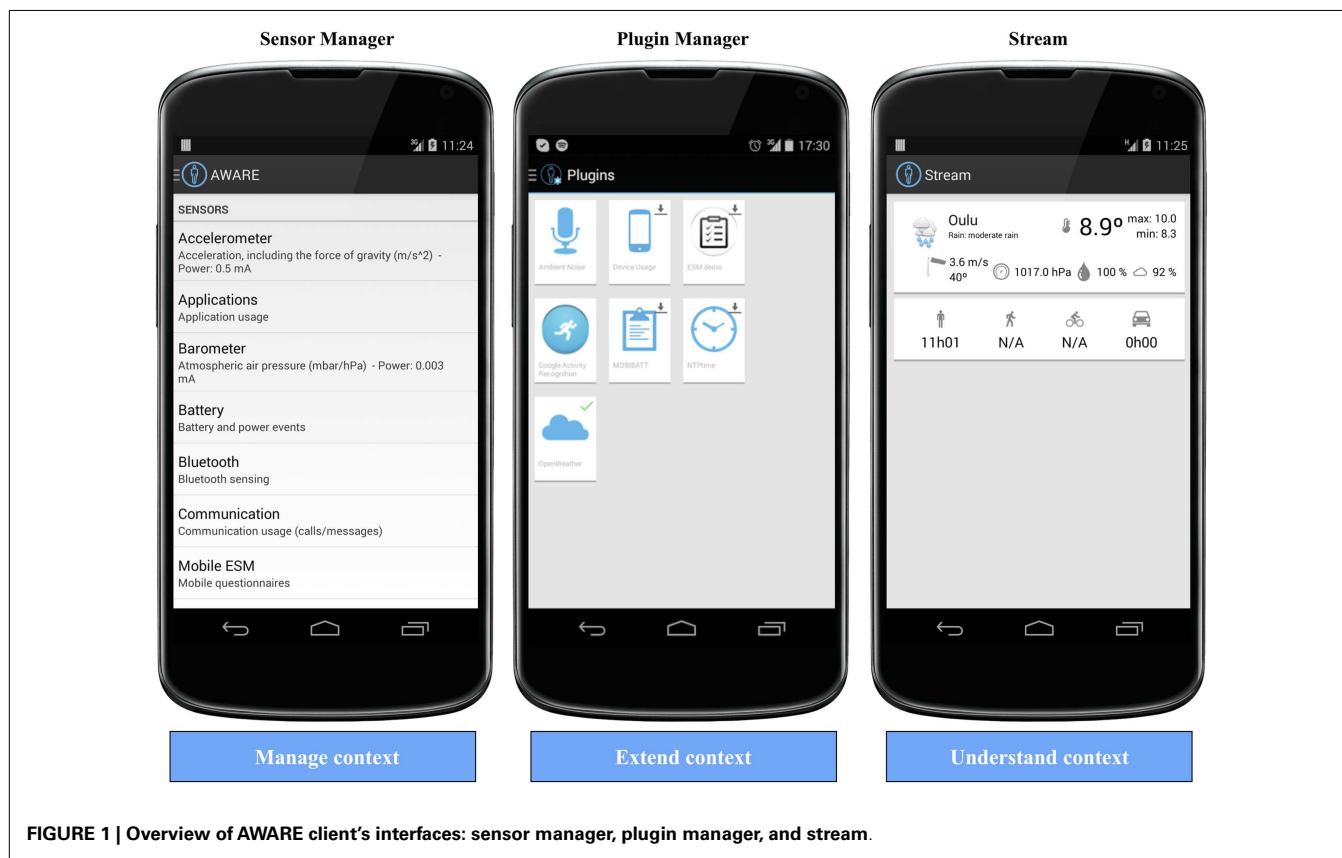 Sensor Manager
Plugin Manager
Stream
3G 11:24
AWARE
SENSORS
Accelerometer
Acceleration, including the force of gravity (m/s^2) -
Power: 0.5 mA
Applications
Application usage
Barometer
Atmospheric air pressure (mbar/hPa) - Power: 0.003
mA
Battery
Battery and power events
Bluetooth
Bluetooth sensing
Communication
Communication usage (calls/messages)
Mobile ESM
Mobile questionnaires
Manage context
3G 17:30
Plugins
Ambient Noise
Device Usage
ESM demo
Google Activity
Recognition
MOBIBATT
NTPtime
OpenWeather
Extend context
H 11:25
Stream
Oulu
Rain: moderate rain
8.9º
max: 10.0
min: 8.3
3.6 m/s
40º
1017.0 hPa
100 %
92 %
11h01
N/A
N/A
0h00
Understand context
FIGURE 1 | Overview of AWARE client’s interfaces: sensor manager, plugin manager, and stream.